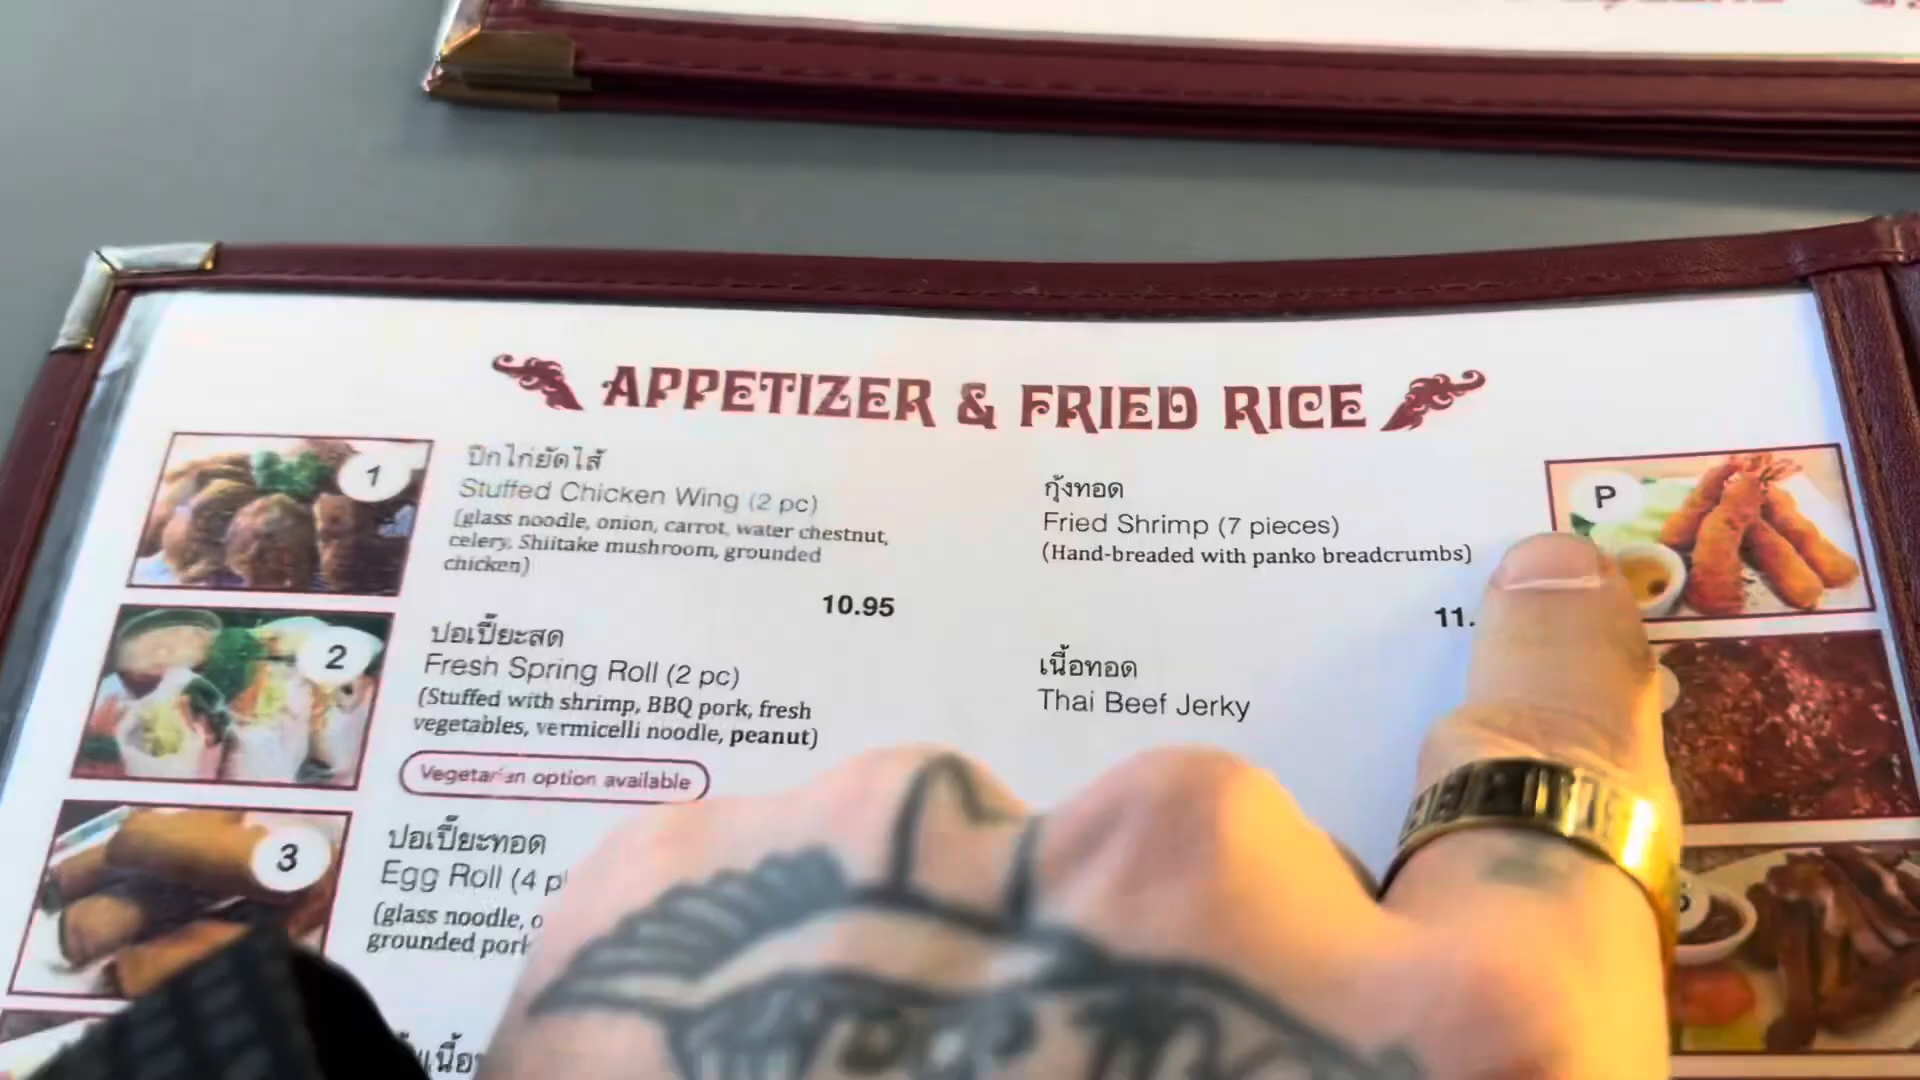 APPETIZER & FRIED RICE
1
ปีกไก่ยัดไส้
Stuffed Chicken Wing (2 pc)
(glass noodle, onion, carrot, water chestnut,
celery, Shiitake mushroom, grounded
chicken)
10.95
2
ปอเปี๊ยะสด
Fresh Spring Roll (2 pc)
(Stuffed with shrimp, BBQ pork, fresh
vegetables, vermicelli noodle, peanut)
Vegetarian option available
3
ปอเปี๊ยะทอด
Egg Roll (4 p
(glass noodle, o
grounded pork
P
กุ้งทอด
Fried Shrimp (7 pieces)
(Hand-breaded with panko breadcrumbs)
11.
เนื้อทอด
Thai Beef Jerky